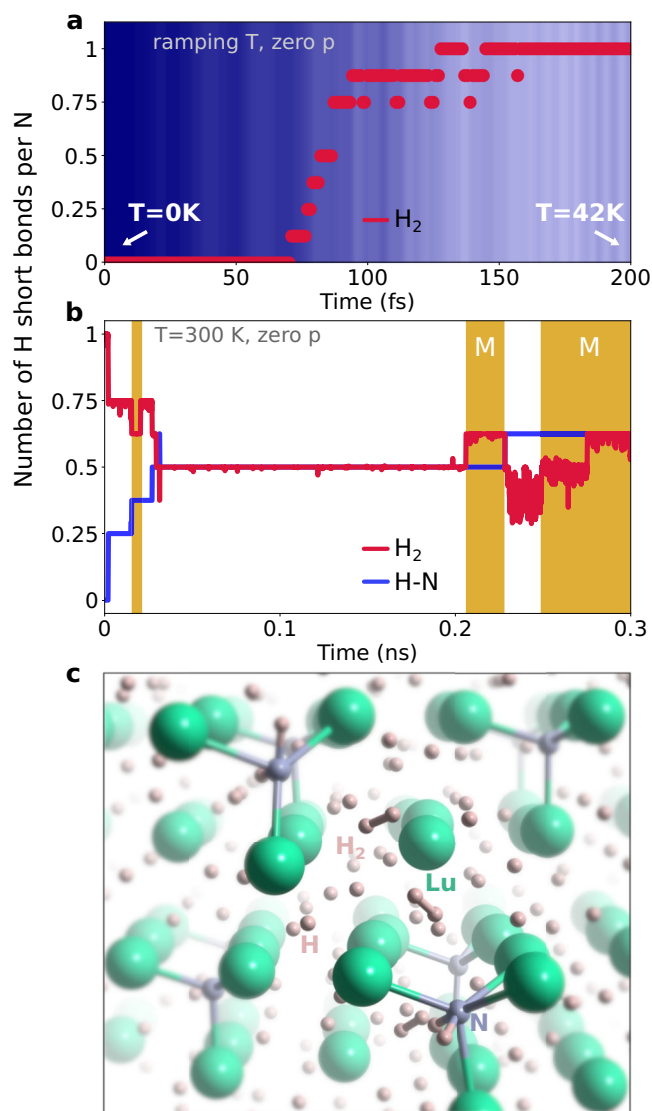 Number of H short bonds per N
a
ramping T, zero p
1
0.75
0.5
0.25
0
T=0K
H₂
T=42K
0 50 100 150 200
Time (fs)
b
T=300 K, zero p
M M
1
0.75
0.5
0.25
0
H₂
H-N
0 0.1 0.2 0.3
Time (ns)
c
H₂
Lu
H
N